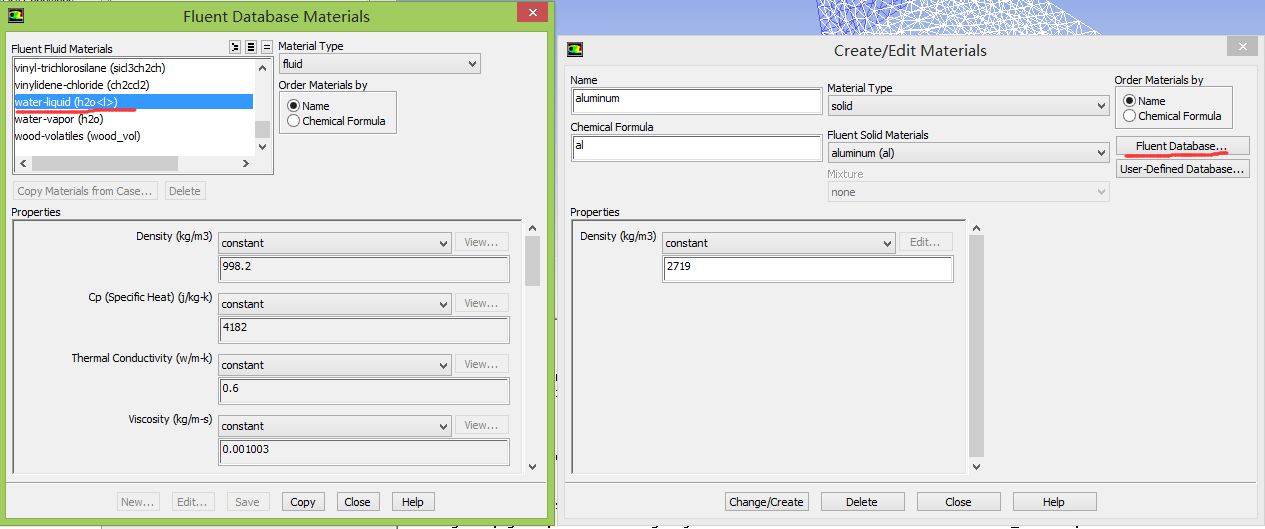 Fluent Database Materials
Fluent Fluid Materials
vinyl-trichlorosilane (sicl3ch2ch)
vinylidene-chloride (ch2ccl2)
water-liquid (h2o<l>)
water-vapor (h2o)
wood-volatiles (wood_vol)
Material Type
fluid
Order Materials by
Name
Chemical Formula
Copy Materials from Case...
Delete
Properties
Density (kg/m3)
constant
View...
998.2
Cp (Specific Heat) (j/kg-k)
constant
View...
4182
Thermal Conductivity (w/m-k)
constant
View...
0.6
Viscosity (kg/m-s)
constant
View...
0.001003
New...
Edit...
Save
Copy
Close
Help
Create/Edit Materials
Name
aluminum
Chemical Formula
al
Material Type
solid
Fluent Solid Materials
aluminum (al)
Mixture
none
Order Materials by
Name
Chemical Formula
Fluent Database...
User-Defined Database...
Properties
Density (kg/m3)
constant
Edit...
2719
Change/Create
Delete
Close
Help